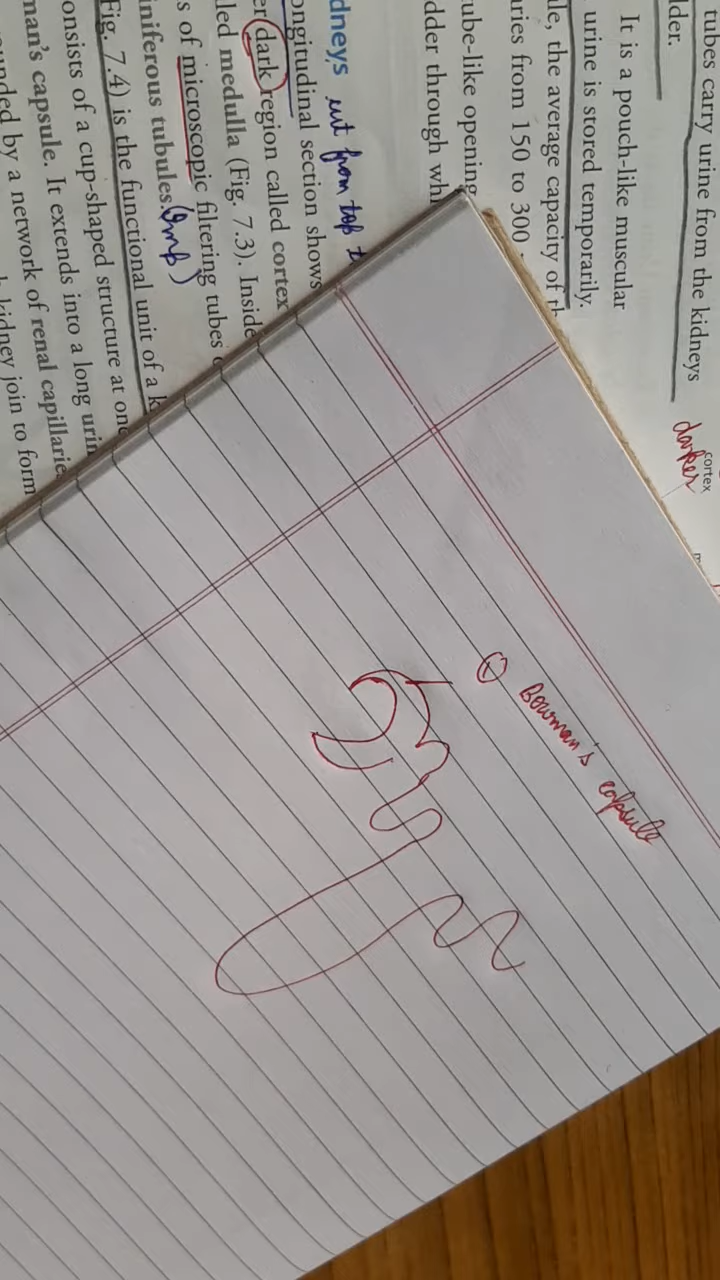 tubes carry urine from the kidneys
lder.
It is a pouch-like muscular
urine is stored temporarily.
le, the average capacity of th
ries from 150 to 300
ube-like opening
dder through wh
dneys cut from top t
ongitudinal section shows
er dark region called cortex
led medulla (Fig. 7.3). Inside
s of microscopic filtering tubes
iniferous tubules. (Imp)
Fig. 7.4) is the functional unit of a k
onsists of a cup-shaped structure at one
man's capsule. It extends into a long urin
ounded by a network of renal capillarie
kidney join to form
cortex
darker
① Bowman's capsule